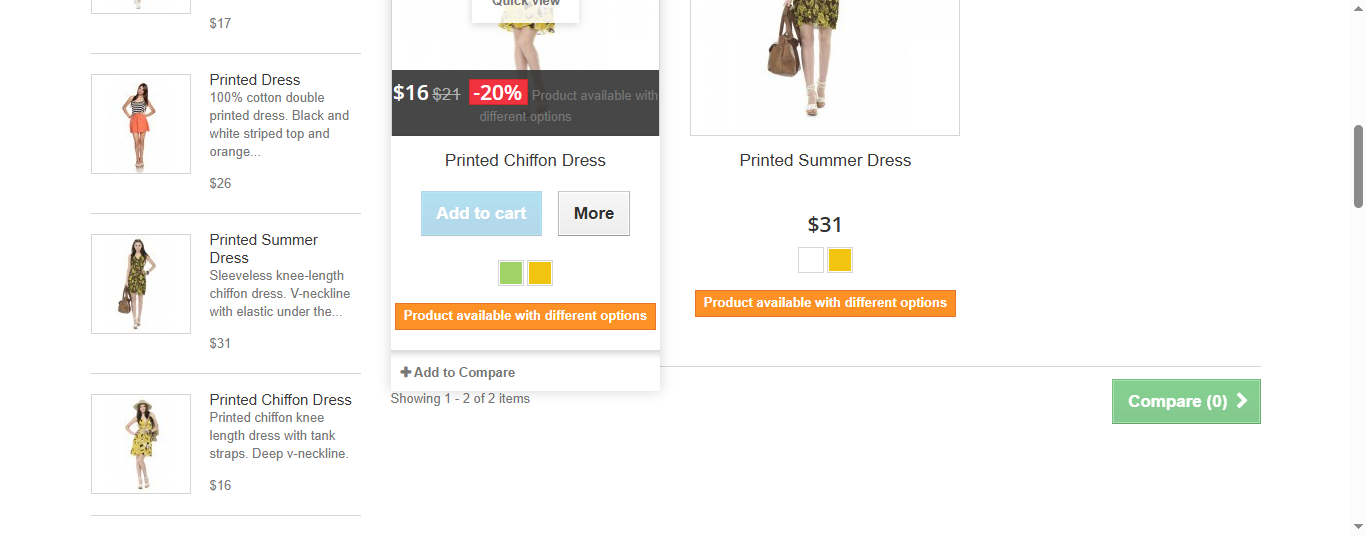 $17
Printed Dress
100% cotton double
printed dress. Black and
white striped top and
orange...
$26
Printed Summer
Dress
Sleeveless knee-length
chiffon dress. V-neckline
with elastic under the...
$31
Printed Chiffon Dress
Printed chiffon knee
length dress with tank
straps. Deep v-neckline.
$16
Quick view
$16 $21 -20% Product available with
different options
Printed Chiffon Dress
Add to cart More
Product available with different options
Add to Compare
Printed Summer Dress
$31
Product available with different options
Showing 1 - 2 of 2 items
Compare (0)